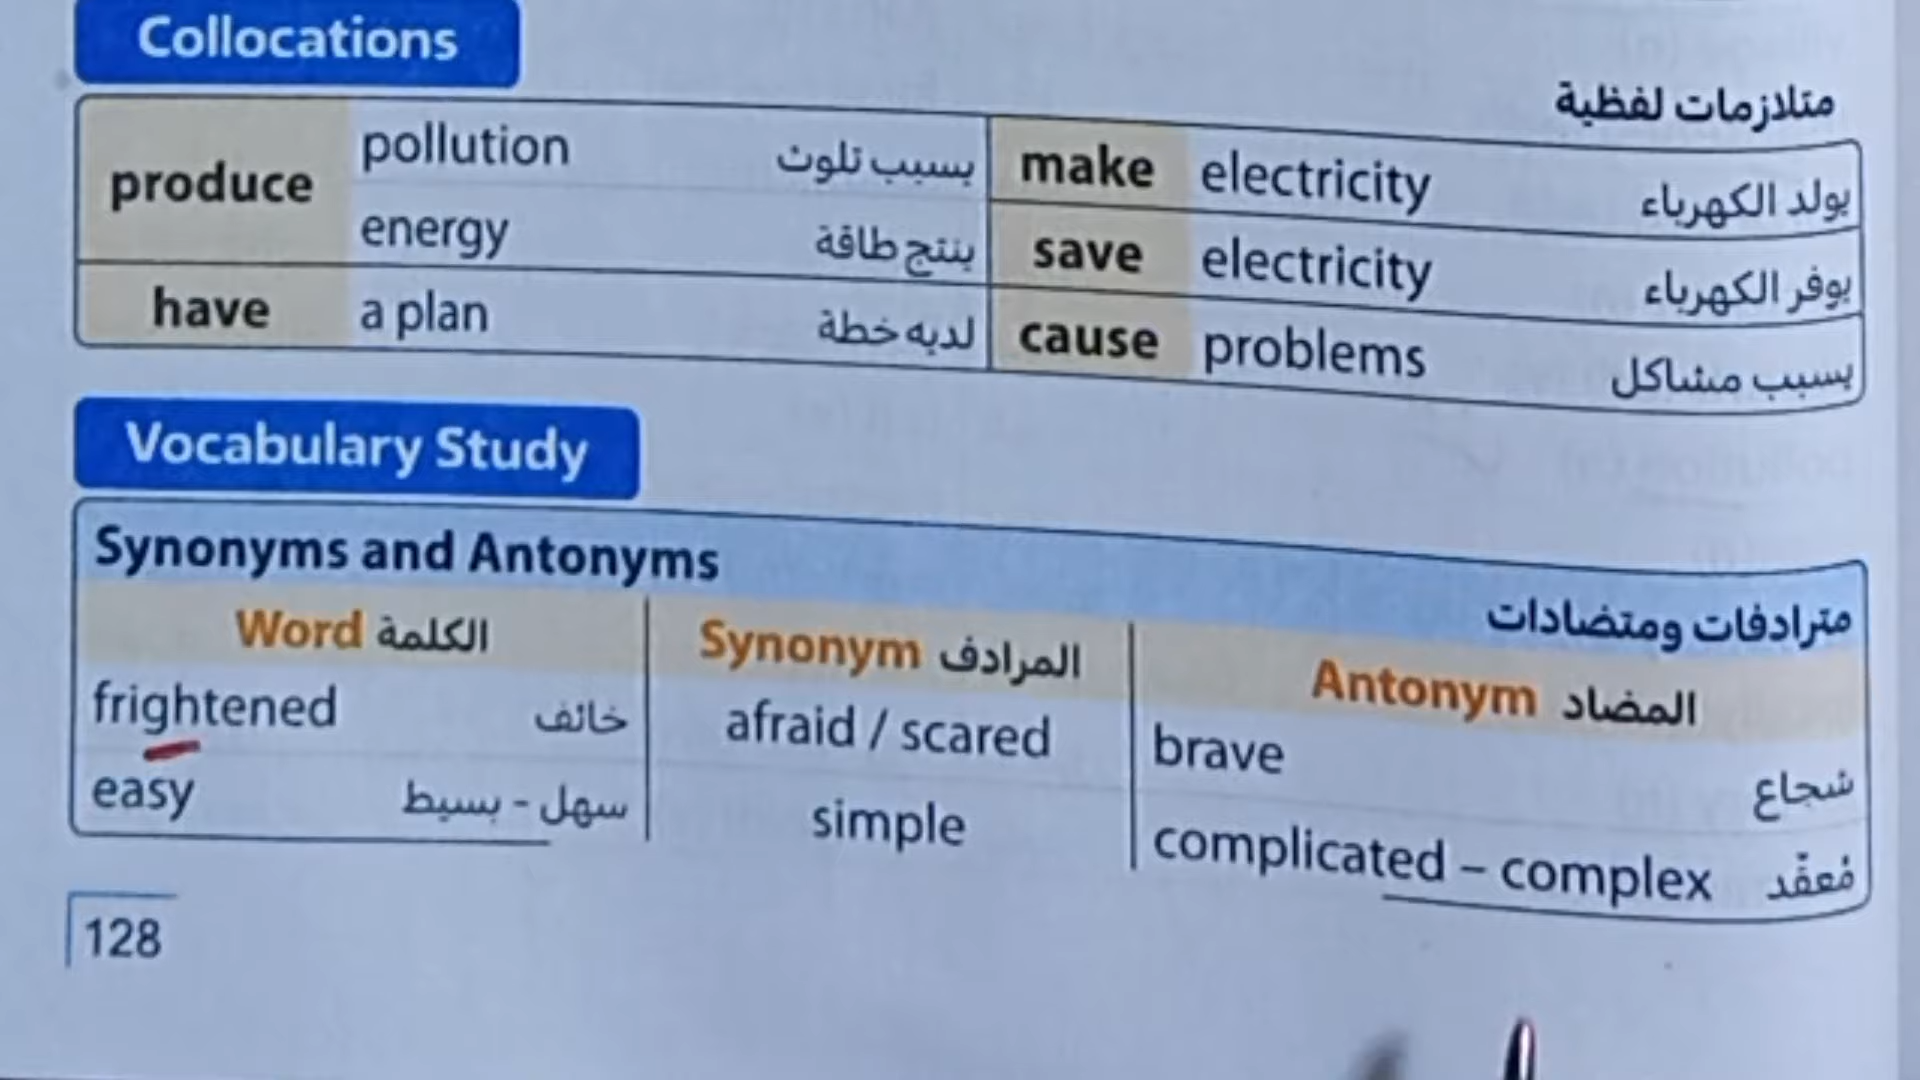 Collocations
متلازمات لفظية
produce pollution يسبب تلوث make electricity يولد الكهرباء
energy ينتج طاقة save electricity يوفر الكهرباء
have a plan لديه خطة cause problems يسبب مشاكل
Vocabulary Study
Synonyms and Antonyms مترادفات ومتضادات
Word الكلمة Synonym المرادف Antonym المضاد
frightened خائف afraid / scared brave شجاع
easy سهل - بسيط simple complicated – complex مُعقّد
128